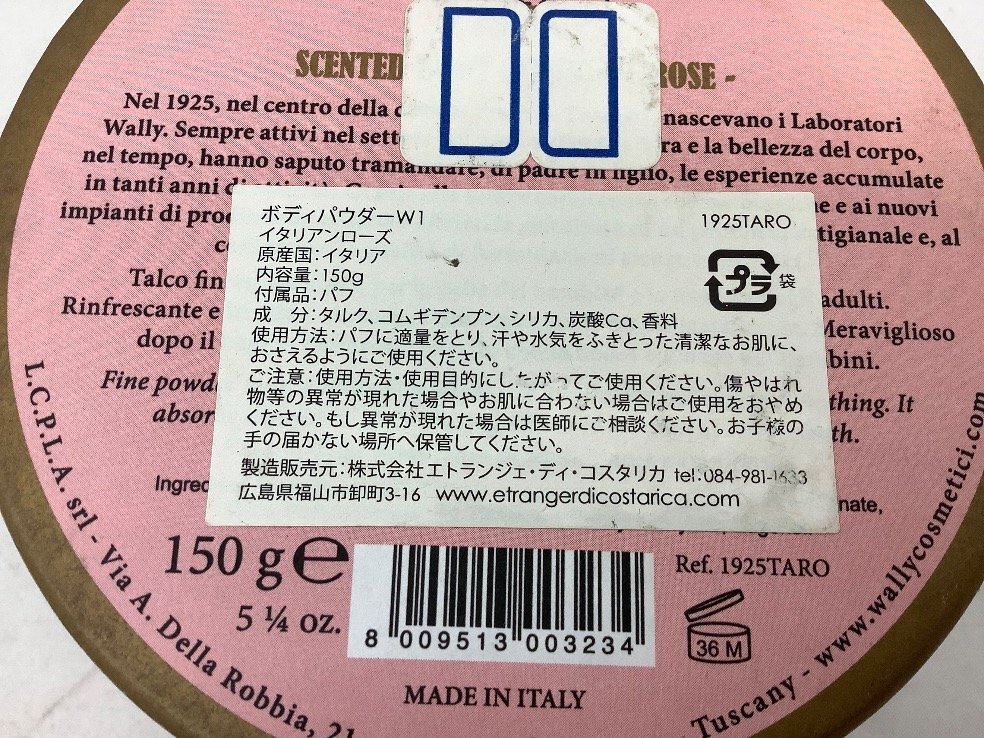 SCENTED ROSE -
Nel 1925, nel centro della nascevano i Laboratori
Wally. Sempre attivi nel e la bellezza del corpo,
nel tempo, hanno saputo tramandare, di padre in figlio, le esperienze accumulate
in tanti anni e ai nuovi
impianti di
Talco adulti.
Rinfrescante e Meraviglioso
dopo il
Fine
It
ボディパウダーW1 1925TARO
イタリアンローズ
原産国:イタリア
内容量:150g
付属品:パフ
プラ 袋
成 分:タルク、コムギデンプン、シリカ、炭酸Ca、香料
使用方法:パフに適量をとり、汗や水気をふきとった清潔なお肌に、
おさえるようにご使用ください。
ご注意:使用方法・使用目的にしたがってご使用ください。傷やはれ
物等の異常が現れた場合やお肌に合わない場合はご使用をおやめ
ください。もし異常が現れた場合は医師にご相談ください。お子様の
手の届かない場所へ保管してください。
製造販売元:株式会社エトランジェ・ディ・コスタリカ tel:084-981-1633
広島県福山市卸町3-16 www.etrangerdicostarica.com
150 g e
5 ¼ oz.
8 009513 003234
Ref. 1925TARO
36 M
MADE IN ITALY
L.C.P.L.A. srl - Via A. Della Robbia, Tuscany - www.wallycosmetici.com